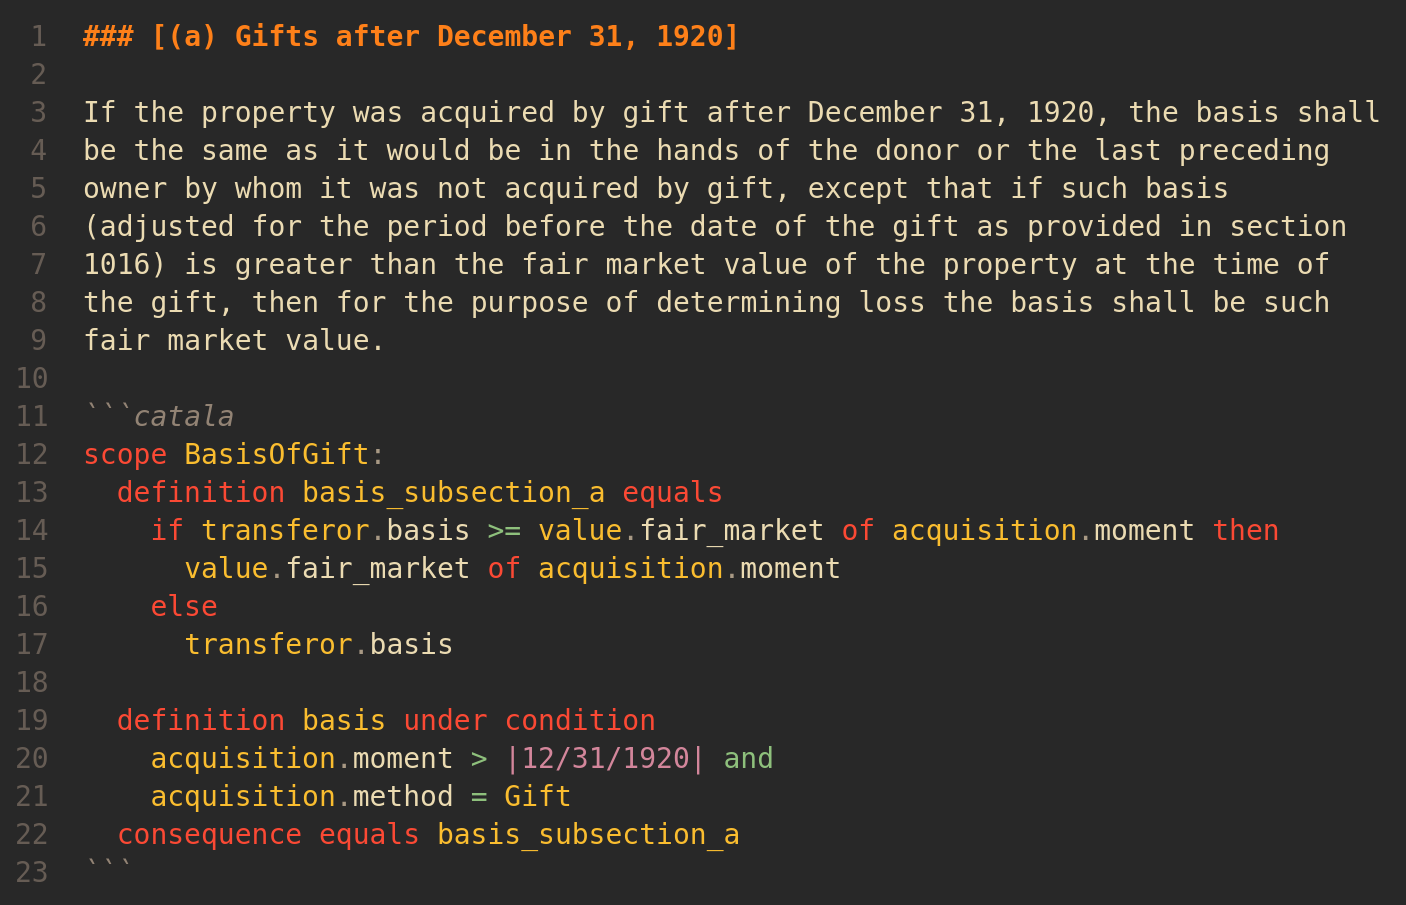 1 ### [(a) Gifts after December 31, 1920]
2
3 If the property was acquired by gift after December 31, 1920, the basis shall
4 be the same as it would be in the hands of the donor or the last preceding
5 owner by whom it was not acquired by gift, except that if such basis
6 (adjusted for the period before the date of the gift as provided in section
7 1016) is greater than the fair market value of the property at the time of
8 the gift, then for the purpose of determining loss the basis shall be such
9 fair market value.
10
11 ```catala
12 scope BasisOfGift:
13   definition basis_subsection_a equals
14     if transferor.basis >= value.fair_market of acquisition.moment then
15       value.fair_market of acquisition.moment
16     else
17       transferor.basis
18
19   definition basis under condition
20     acquisition.moment > |12/31/1920| and
21     acquisition.method = Gift
22   consequence equals basis_subsection_a
23 ```